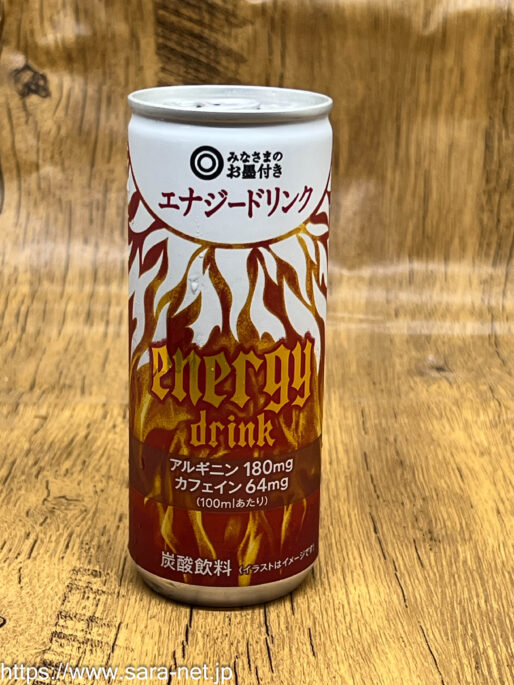 みなさまの
お墨付き
エナジードリンク
energy
drink
アルギニン 180mg
カフェイン 64mg
(100mlあたり)
炭酸飲料 (イラストはイメージです)
https://www.sara-net.jp